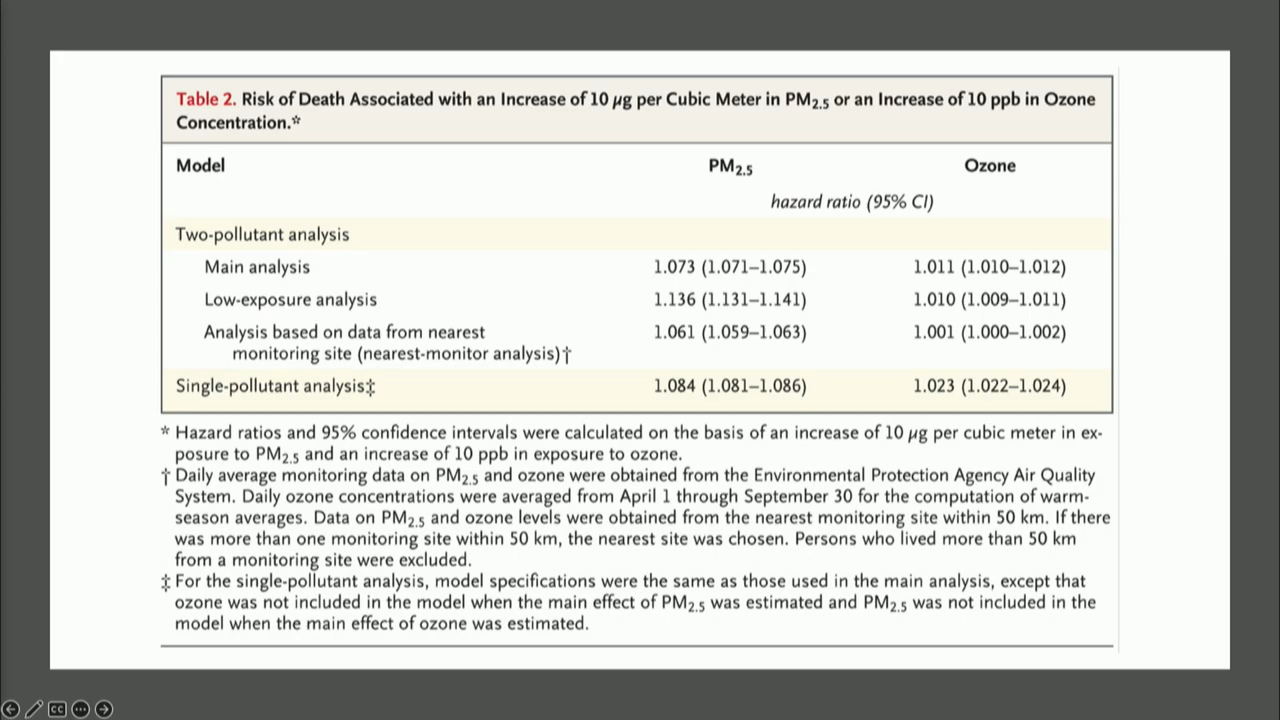 Table 2. Risk of Death Associated with an Increase of 10 μg per Cubic Meter in PM2.5 or an Increase of 10 ppb in Ozone
Concentration.*
Model PM2.5 Ozone
hazard ratio (95% CI)
Two-pollutant analysis
Main analysis 1.073 (1.071–1.075) 1.011 (1.010–1.012)
Low-exposure analysis 1.136 (1.131–1.141) 1.010 (1.009–1.011)
Analysis based on data from nearest 1.061 (1.059–1.063) 1.001 (1.000–1.002)
monitoring site (nearest-monitor analysis)†
Single-pollutant analysis‡ 1.084 (1.081–1.086) 1.023 (1.022–1.024)
* Hazard ratios and 95% confidence intervals were calculated on the basis of an increase of 10 μg per cubic meter in ex-
posure to PM2.5 and an increase of 10 ppb in exposure to ozone.
† Daily average monitoring data on PM2.5 and ozone were obtained from the Environmental Protection Agency Air Quality
System. Daily ozone concentrations were averaged from April 1 through September 30 for the computation of warm-
season averages. Data on PM2.5 and ozone levels were obtained from the nearest monitoring site within 50 km. If there
was more than one monitoring site within 50 km, the nearest site was chosen. Persons who lived more than 50 km
from a monitoring site were excluded.
‡ For the single-pollutant analysis, model specifications were the same as those used in the main analysis, except that
ozone was not included in the model when the main effect of PM2.5 was estimated and PM2.5 was not included in the
model when the main effect of ozone was estimated.
CC